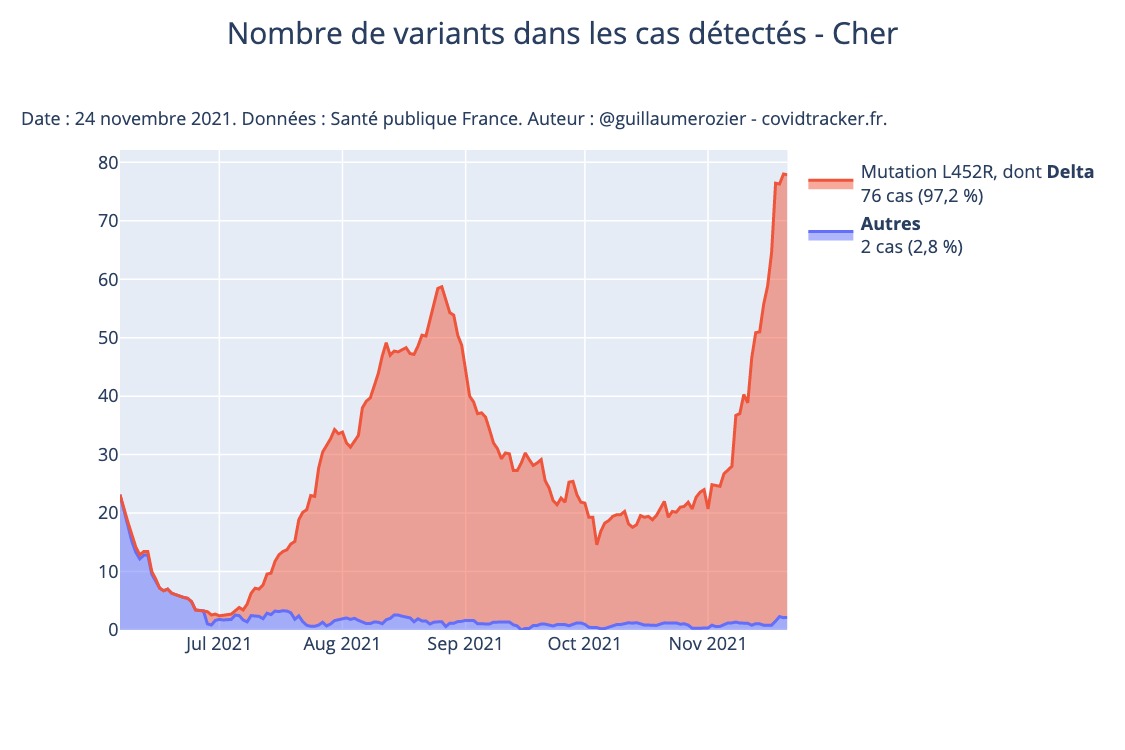 Nombre de variants dans les cas détectés - Cher
Date : 24 novembre 2021. Données : Santé publique France. Auteur : @guillaumerozier - covidtracker.fr.
Mutation L452R, dont Delta
76 cas (97,2 %)
Autres
2 cas (2,8 %)
80
70
60
50
40
30
20
10
0
Jul 2021
Aug 2021
Sep 2021
Oct 2021
Nov 2021